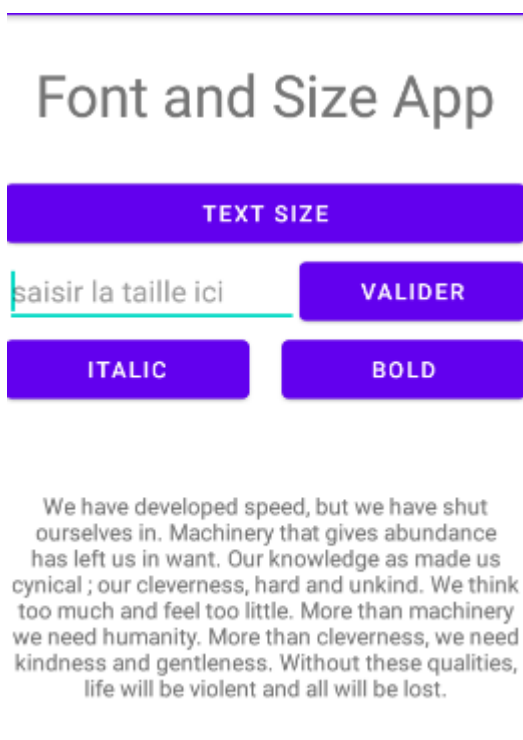 Font and Size App
TEXT SIZE
saisir la taille ici
VALIDER
ITALIC
BOLD
We have developed speed, but we have shut
ourselves in. Machinery that gives abundance
has left us in want. Our knowledge as made us
cynical ; our cleverness, hard and unkind. We think
too much and feel too little. More than machinery
we need humanity. More than cleverness, we need
kindness and gentleness. Without these qualities,
life will be violent and all will be lost.